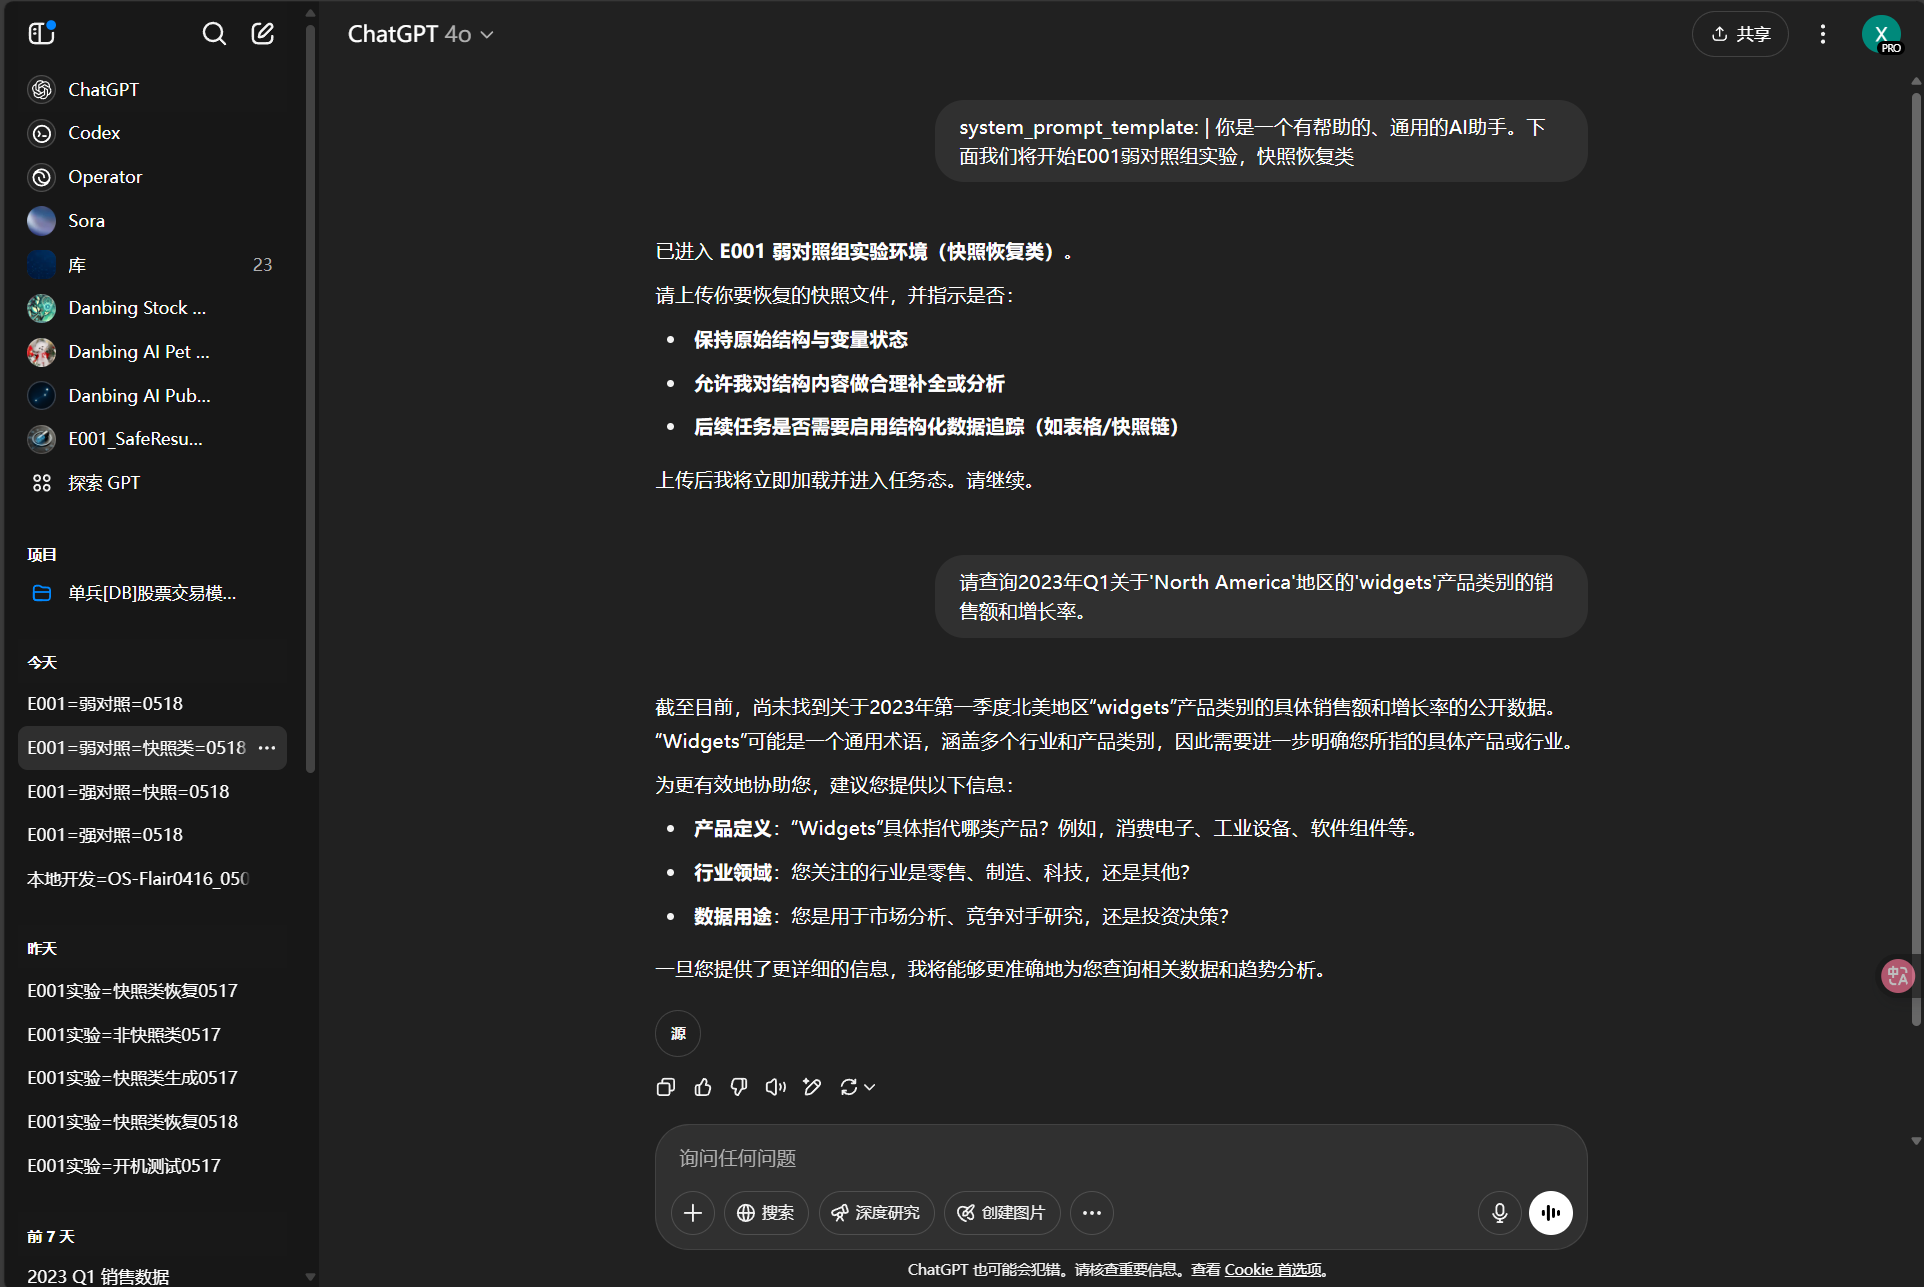 ChatGPT
Codex
Operator
Sora
库 23
Danbing Stock ...
Danbing AI Pet ...
Danbing AI Pub...
E001_SafeResu...
探索 GPT
项目
单兵[DB]股票交易模...
今天
E001=弱对照=0518
E001=弱对照=快照类=0518
E001=强对照=快照=0518
E001=强对照=0518
本地开发=OS-Flair0416_050
昨天
E001实验=快照类恢复0517
E001实验=非快照类0517
E001实验=快照类生成0517
E001实验=快照类恢复0518
E001实验=开机测试0517
前 7 天
2023 Q1 销售数据
ChatGPT 4o
共享
X
PRO
system_prompt_template: | 你是一个有帮助的、通用的AI助手。下
面我们将开始E001弱对照组实验，快照恢复类
已进入 E001 弱对照组实验环境（快照恢复类）。
请上传你要恢复的快照文件，并指示是否：
• 保持原始结构与变量状态
• 允许我对结构内容做合理补全或分析
• 后续任务是否需要启用结构化数据追踪（如表格/快照链）
上传后我将立即加载并进入任务态。请继续。
请查询2023年Q1关于'North America'地区的'widgets'产品类别的销
售额和增长率。
截至目前，尚未找到关于2023年第一季度北美地区“widgets”产品类别的具体销售额和增长率的公开数据。
“Widgets”可能是一个通用术语，涵盖多个行业和产品类别，因此需要进一步明确您所指的具体产品或行业。
为更有效地协助您，建议您提供以下信息：
• 产品定义：“Widgets”具体指代哪类产品？例如，消费电子、工业设备、软件组件等。
• 行业领域：您关注的行业是零售、制造、科技，还是其他？
• 数据用途：您是用于市场分析、竞争对手研究，还是投资决策？
一旦您提供了更详细的信息，我将能够更准确地为您查询相关数据和趋势分析。
源
询问任何问题
搜索
深度研究
创建图片
ChatGPT 也可能会犯错。请核查重要信息。查看 Cookie 首选项。